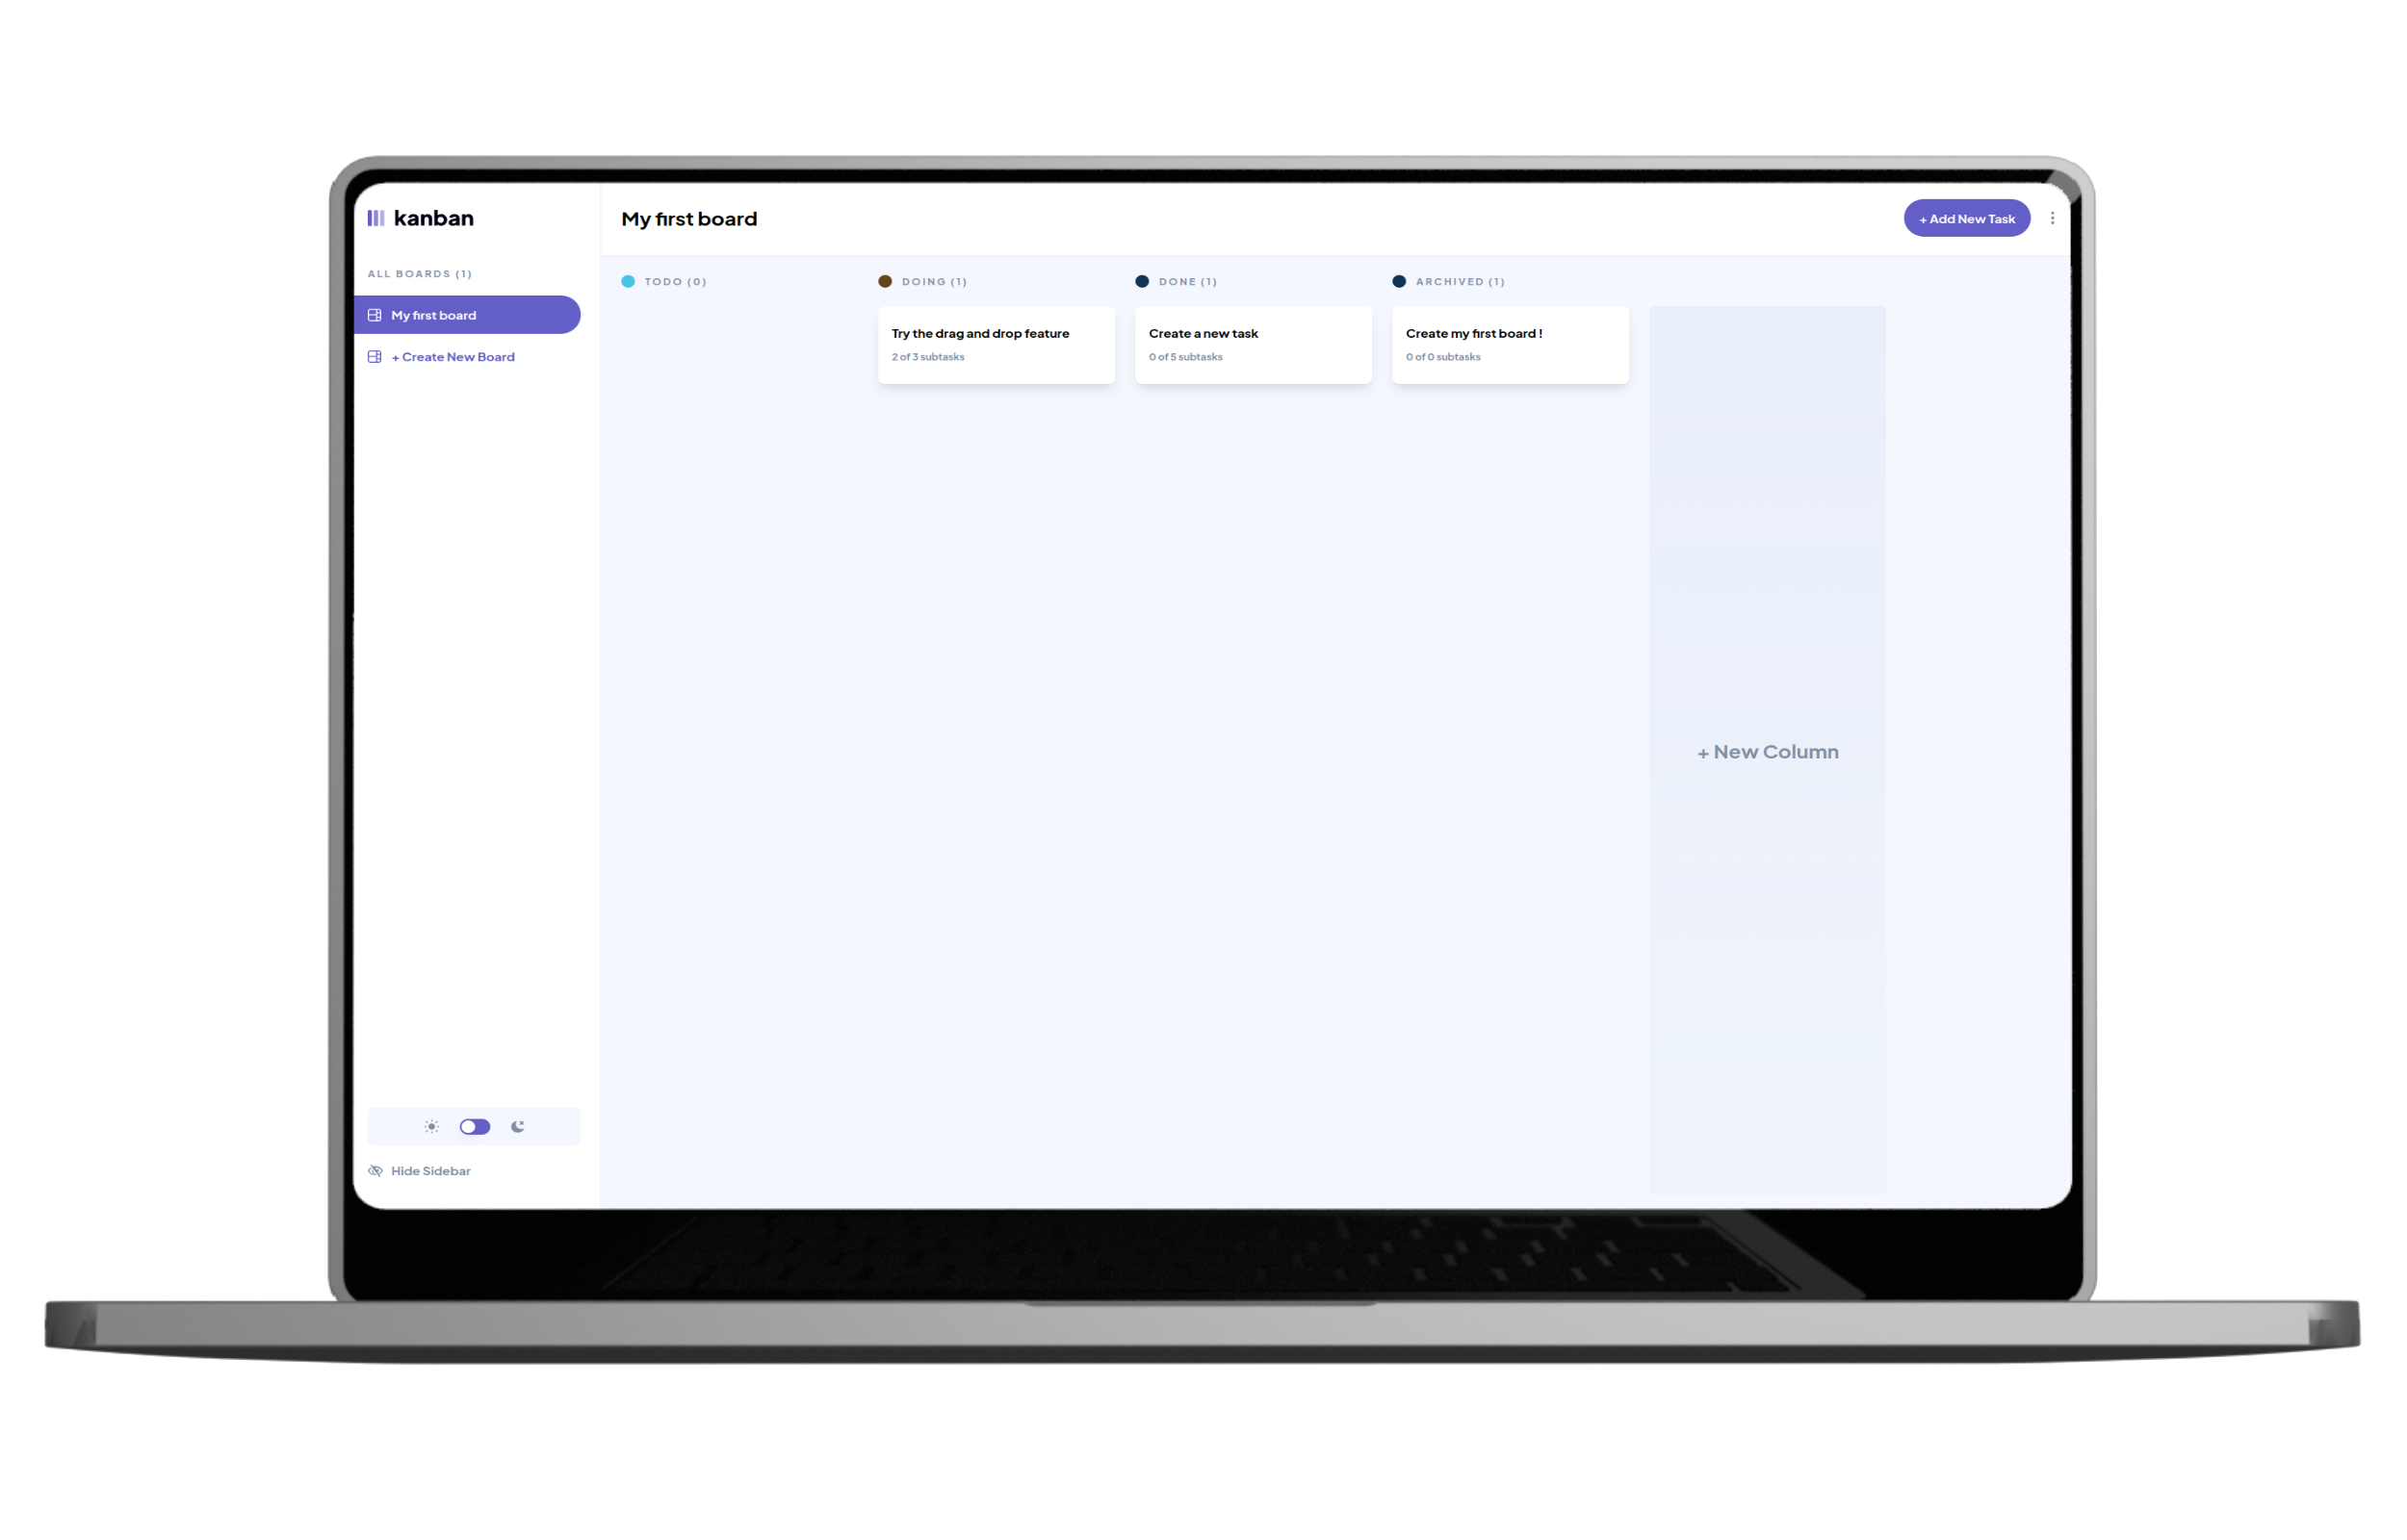 kanban
My first board
+ Add New Task
ALL BOARDS (1)
My first board
+ Create New Board
TODO (0)
DOING (1)
DONE (1)
ARCHIVED (1)
Try the drag and drop feature
2 of 3 subtasks
Create a new task
0 of 5 subtasks
Create my first board !
0 of 0 subtasks
+ New Column
Hide Sidebar